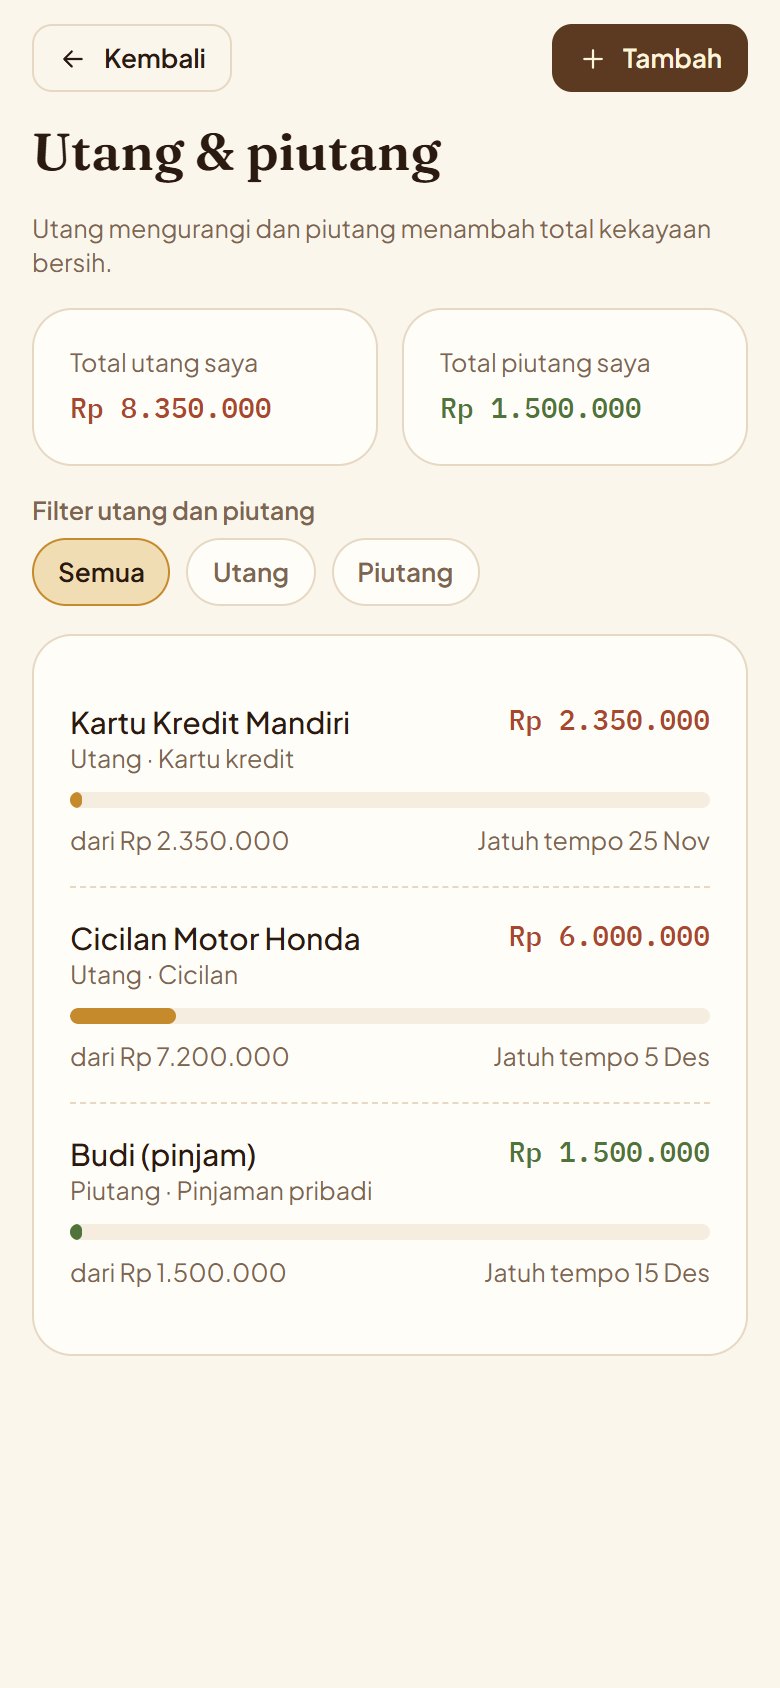 Kembali
Tambah
Utang & piutang
Utang mengurangi dan piutang menambah total kekayaan
bersih.
Total utang saya
Rp 8.350.000
Total piutang saya
Rp 1.500.000
Filter utang dan piutang
Semua
Utang
Piutang
Kartu Kredit Mandiri
Rp 2.350.000
Utang · Kartu kredit
dari Rp 2.350.000
Jatuh tempo 25 Nov
Cicilan Motor Honda
Rp 6.000.000
Utang · Cicilan
dari Rp 7.200.000
Jatuh tempo 5 Des
Budi (pinjam)
Rp 1.500.000
Piutang · Pinjaman pribadi
dari Rp 1.500.000
Jatuh tempo 15 Des